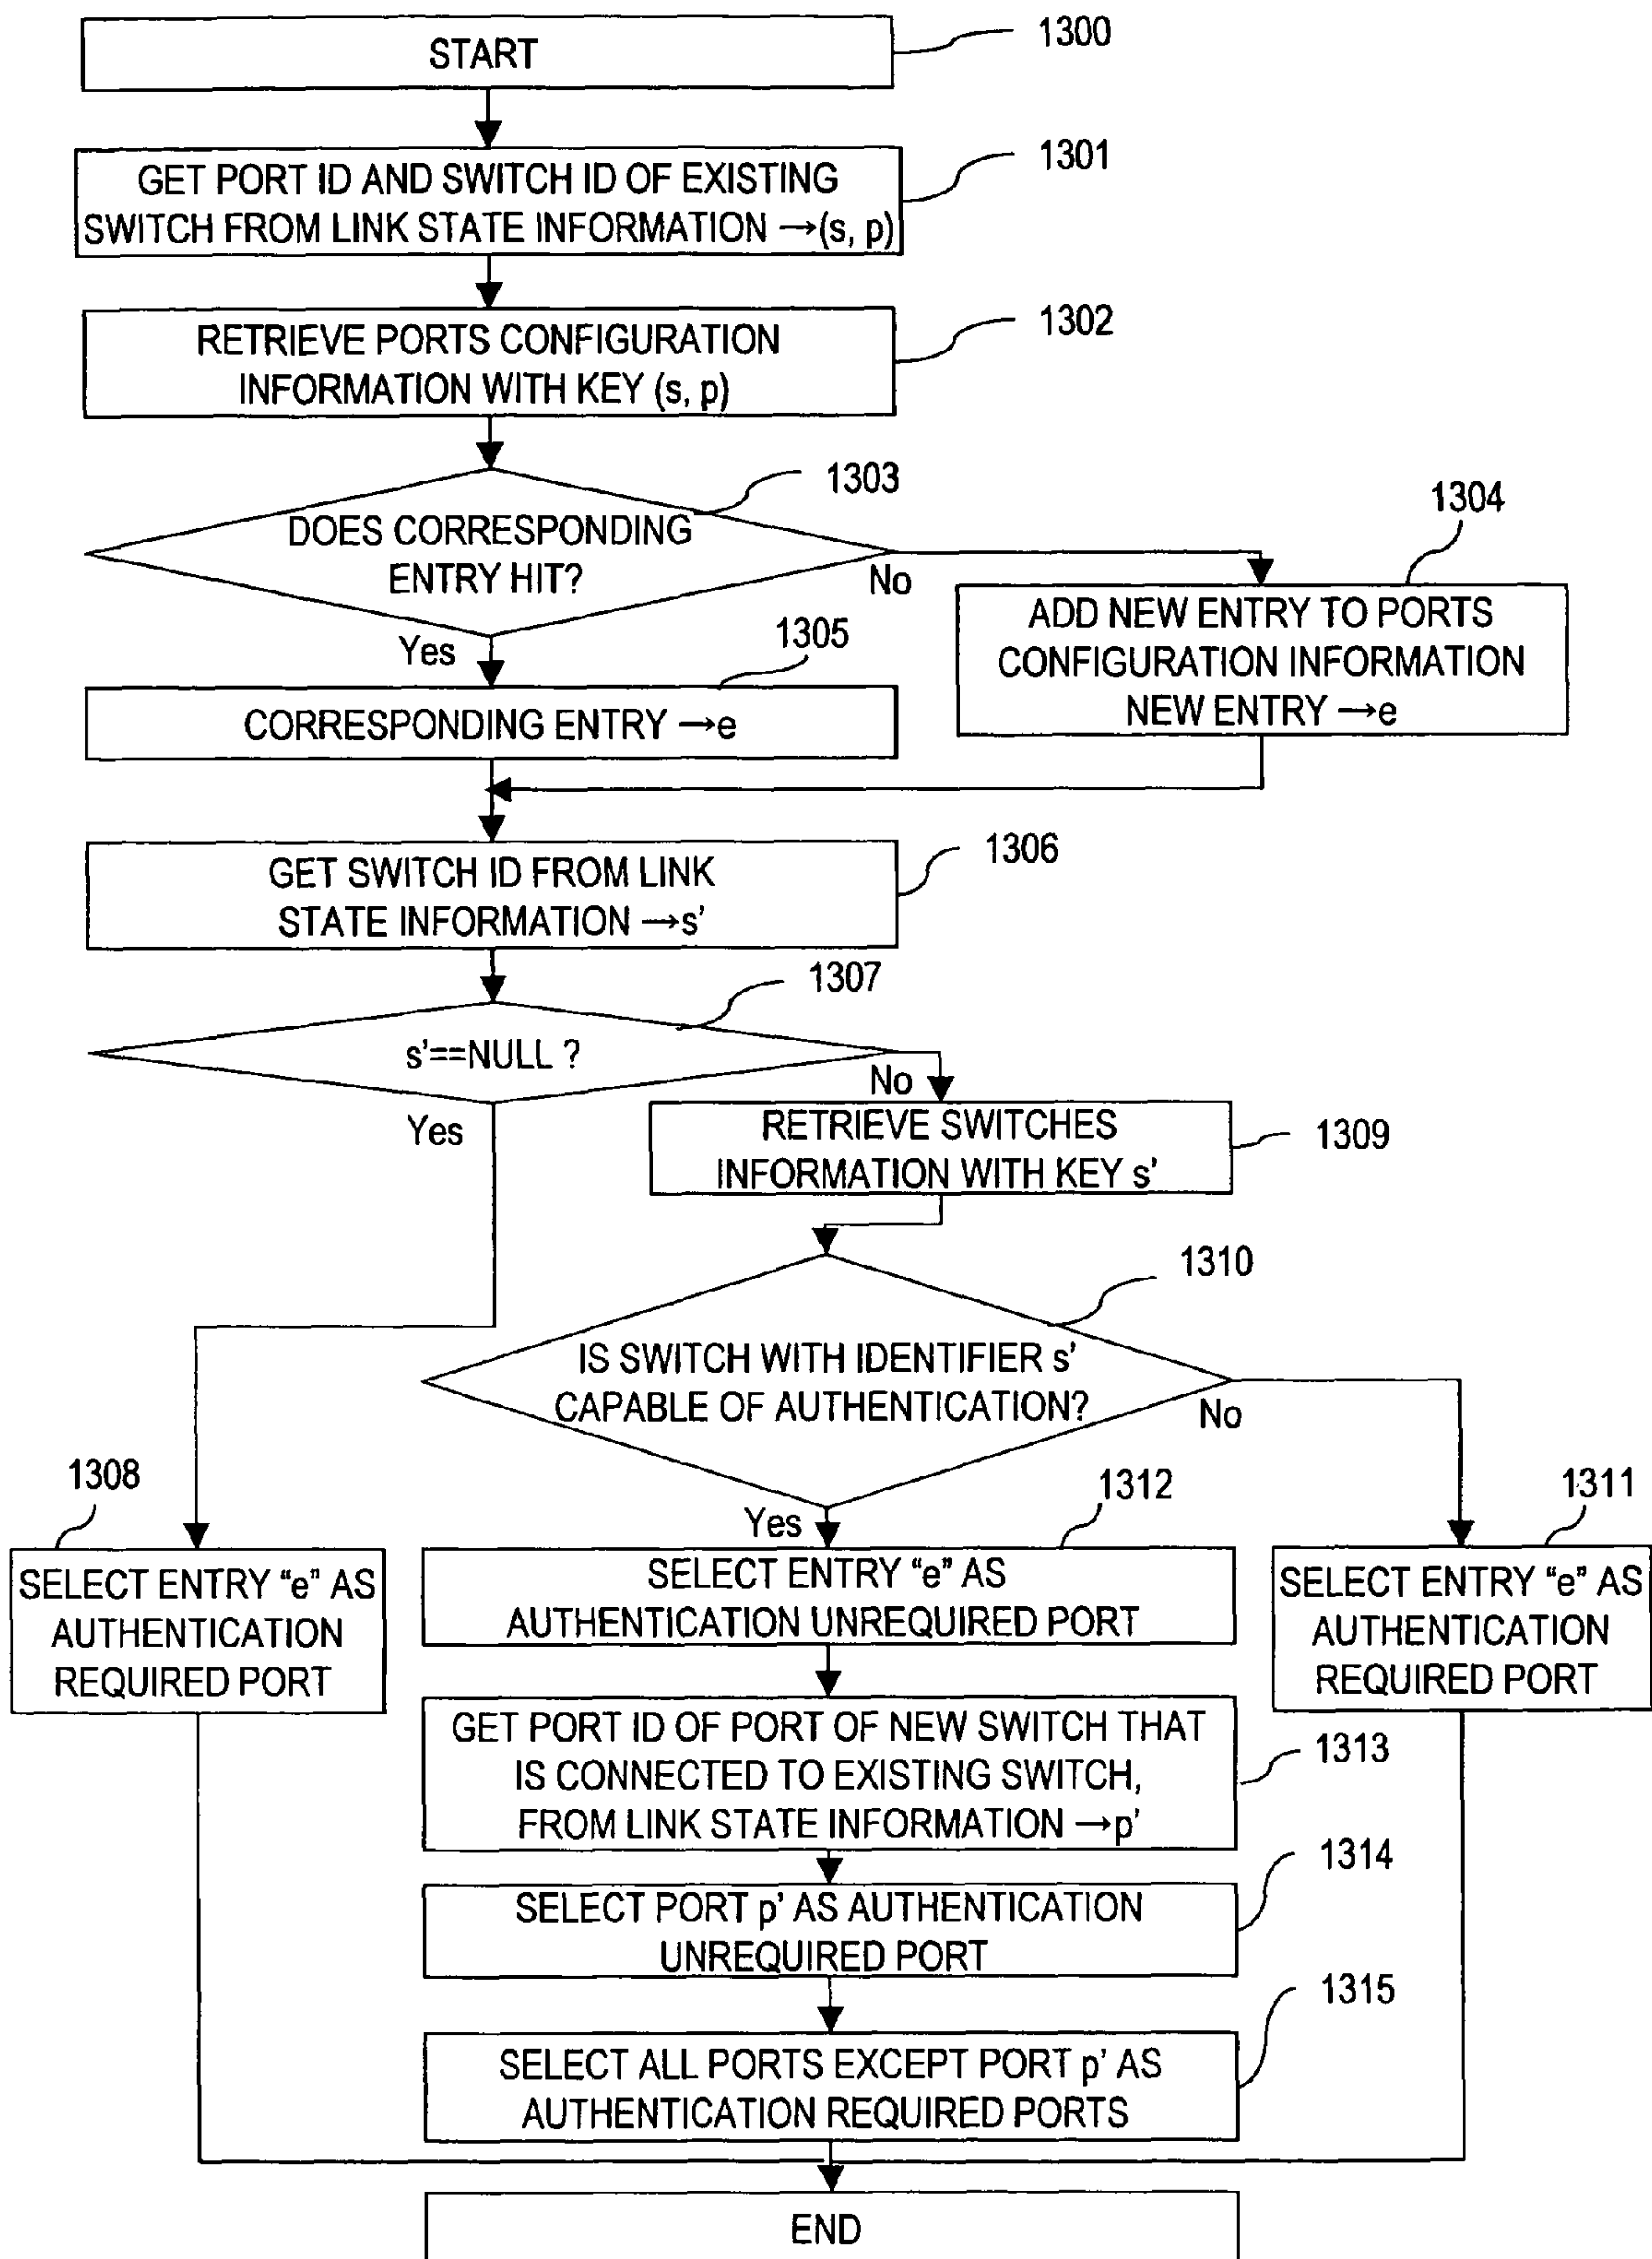 START
1300
GET PORT ID AND SWITCH ID OF EXISTING
SWITCH FROM LINK STATE INFORMATION →(s, p)
1301
RETRIEVE PORTS CONFIGURATION
INFORMATION WITH KEY (s, p)
1302
DOES CORRESPONDING
ENTRY HIT?
1303
No
Yes
1304
ADD NEW ENTRY TO PORTS
CONFIGURATION INFORMATION
NEW ENTRY →e
1305
CORRESPONDING ENTRY →e
GET SWITCH ID FROM LINK
STATE INFORMATION →s'
1306
s'==NULL ?
1307
No
Yes
RETRIEVE SWITCHES
INFORMATION WITH KEY s'
1309
IS SWITCH WITH IDENTIFIER s'
CAPABLE OF AUTHENTICATION?
1310
No
Yes
1308
SELECT ENTRY “e” AS
AUTHENTICATION
REQUIRED PORT
1312
SELECT ENTRY “e” AS
AUTHENTICATION UNREQUIRED PORT
1311
SELECT ENTRY “e” AS
AUTHENTICATION
REQUIRED PORT
GET PORT ID OF PORT OF NEW SWITCH THAT
IS CONNECTED TO EXISTING SWITCH,
FROM LINK STATE INFORMATION →p'
1313
SELECT PORT p' AS AUTHENTICATION
UNREQUIRED PORT
1314
SELECT ALL PORTS EXCEPT PORT p' AS
AUTHENTICATION REQUIRED PORTS
1315
END